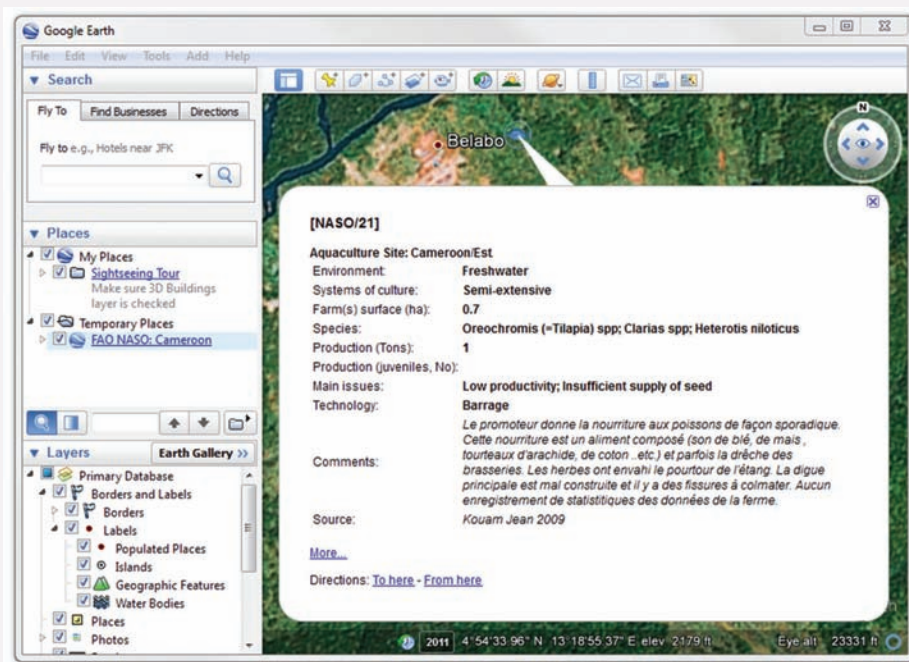 Google Earth
File Edit View Tools Add Help
Search
Fly To Find Businesses Directions
Fly to e.g., Hotels near JFK
Places
My Places
Sightseeing Tour
Make sure 3D Buildings
layer is checked
Temporary Places
FAO NASO: Cameroon
Layers Earth Gallery >>
Primary Database
Borders and Labels
Borders
Labels
Populated Places
Islands
Geographic Features
Water Bodies
Places
Photos
N
Belabo
[NASO/21]
Aquaculture Site: Cameroon/Est
Environment: Freshwater
Systems of culture: Semi-extensive
Farm(s) surface (ha): 0.7
Species: Oreochromis (=Tilapia) spp; Clarias spp; Heterotis niloticus
Production (Tons): 1
Production (juveniles, No):
Main issues: Low productivity; Insufficient supply of seed
Technology: Barrage
Comments: Le promoteur donne la nourriture aux poissons de façon sporadique.
Cette nourriture est un aliment composé (son de blé, de mais ,
tourteaux d'arachide, de coton ..etc.) et parfois la drêche des
brasseries. Les herbes ont envahi le pourtour de l'étang. La digue
principale est mal construite et il y a des fissures à colmater. Aucun
enregistrement de statistitiques des données de la ferme.
Source: Kouam Jean 2009
More...
Directions: To here - From here
2011 4°54'33.96" N 13°18'55.37" E elev 2179 ft Eye alt 23331 ft